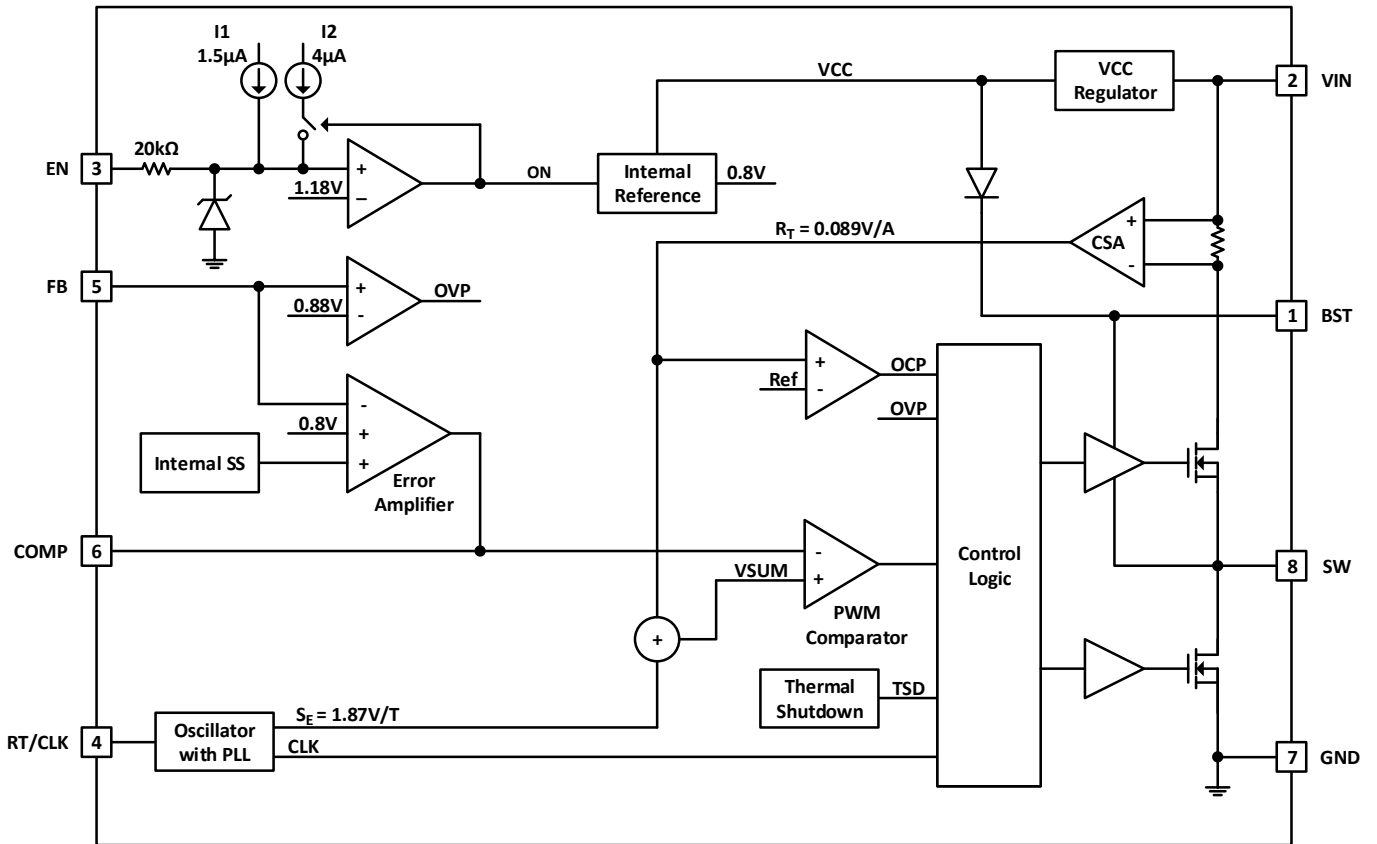 I1
1.5µA
I2
4µA
VCC
VCC
Regulator
2
VIN
EN
3
20kΩ
+
1.18V
–
ON
Internal
Reference
0.8V
RT = 0.089V/A
CSA
+
-
FB
5
+
0.88V
-
OVP
1
BST
+
Ref
-
OCP
OVP
-
0.8V
+
+
Internal SS
Error
Amplifier
COMP
6
-
VSUM
+
PWM
Comparator
Control
Logic
8
SW
+
Thermal
Shutdown
TSD
RT/CLK
4
Oscillator
with PLL
SE = 1.87V/T
CLK
7
GND